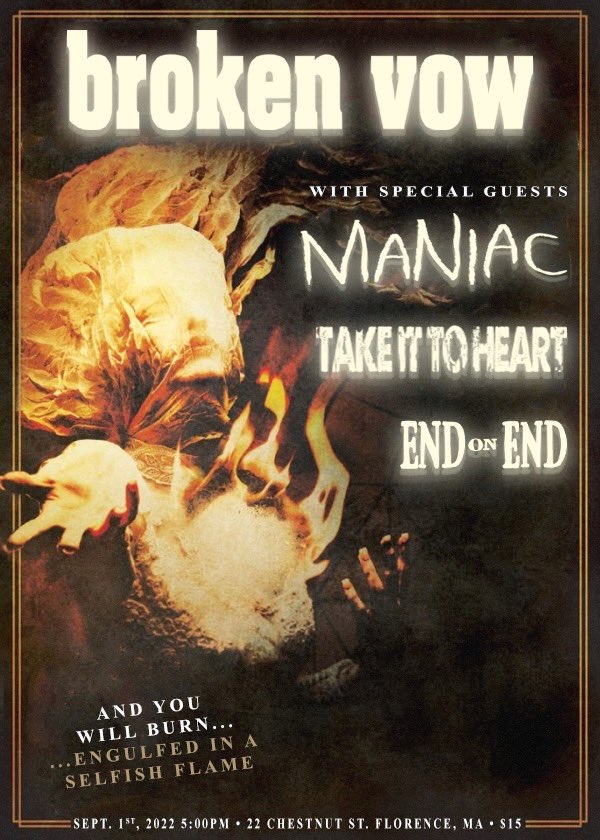 broken vow
WITH SPECIAL GUESTS
MANIAC
TAKE IT TO HEART
END ON END
AND YOU
WILL BURN...
...ENGULFED IN A
SELFISH FLAME
SEPT. 1ST, 2022 5:00PM • 22 CHESTNUT ST. FLORENCE, MA • $15